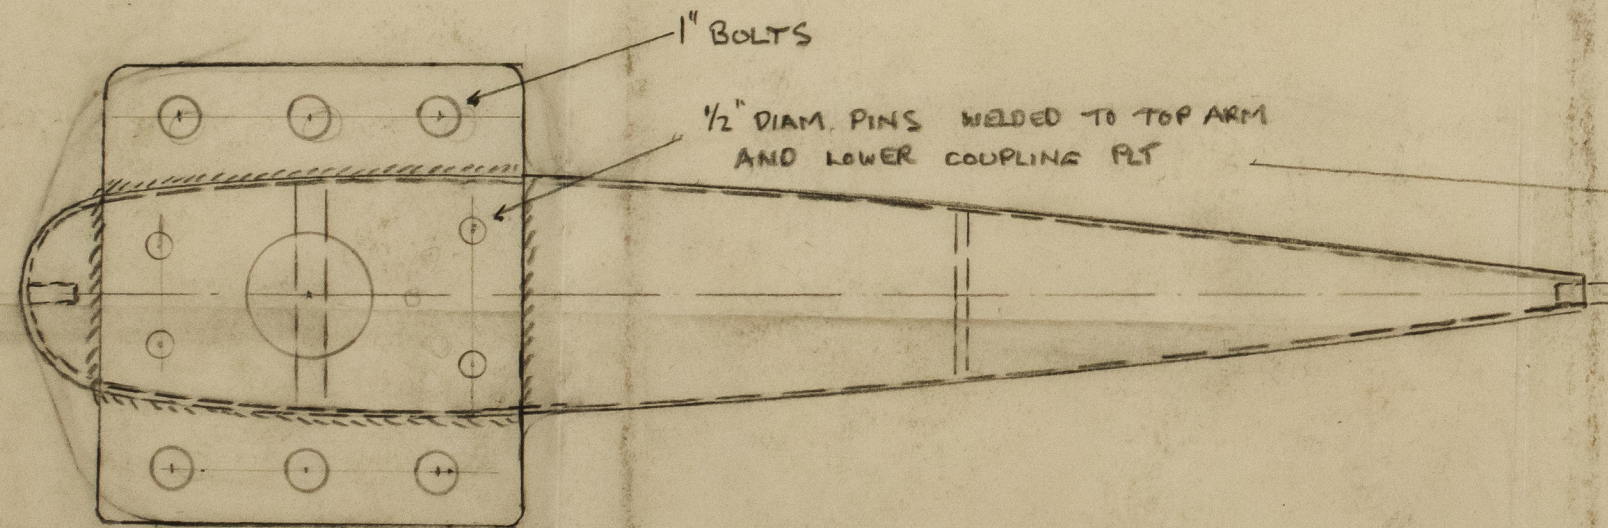 1" BOLTS
1/2" DIAM. PINS WELDED TO TOP ARM
AND LOWER COUPLING PLT